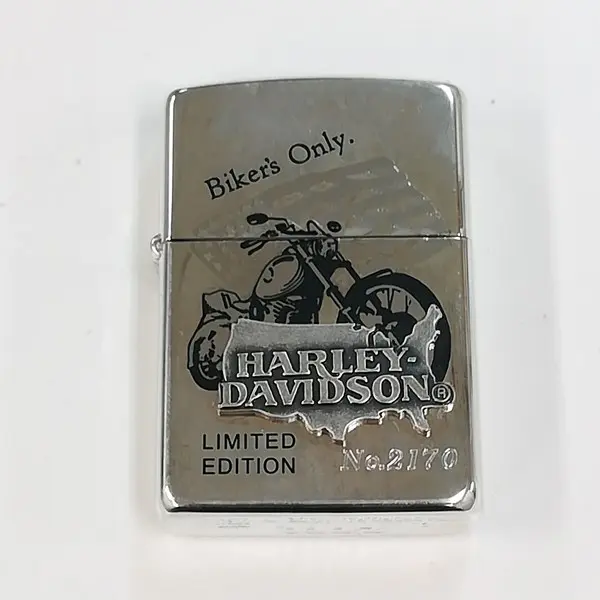 Biker's Only.
HARLEY-
DAVIDSON®
LIMITED
EDITION
No.2170